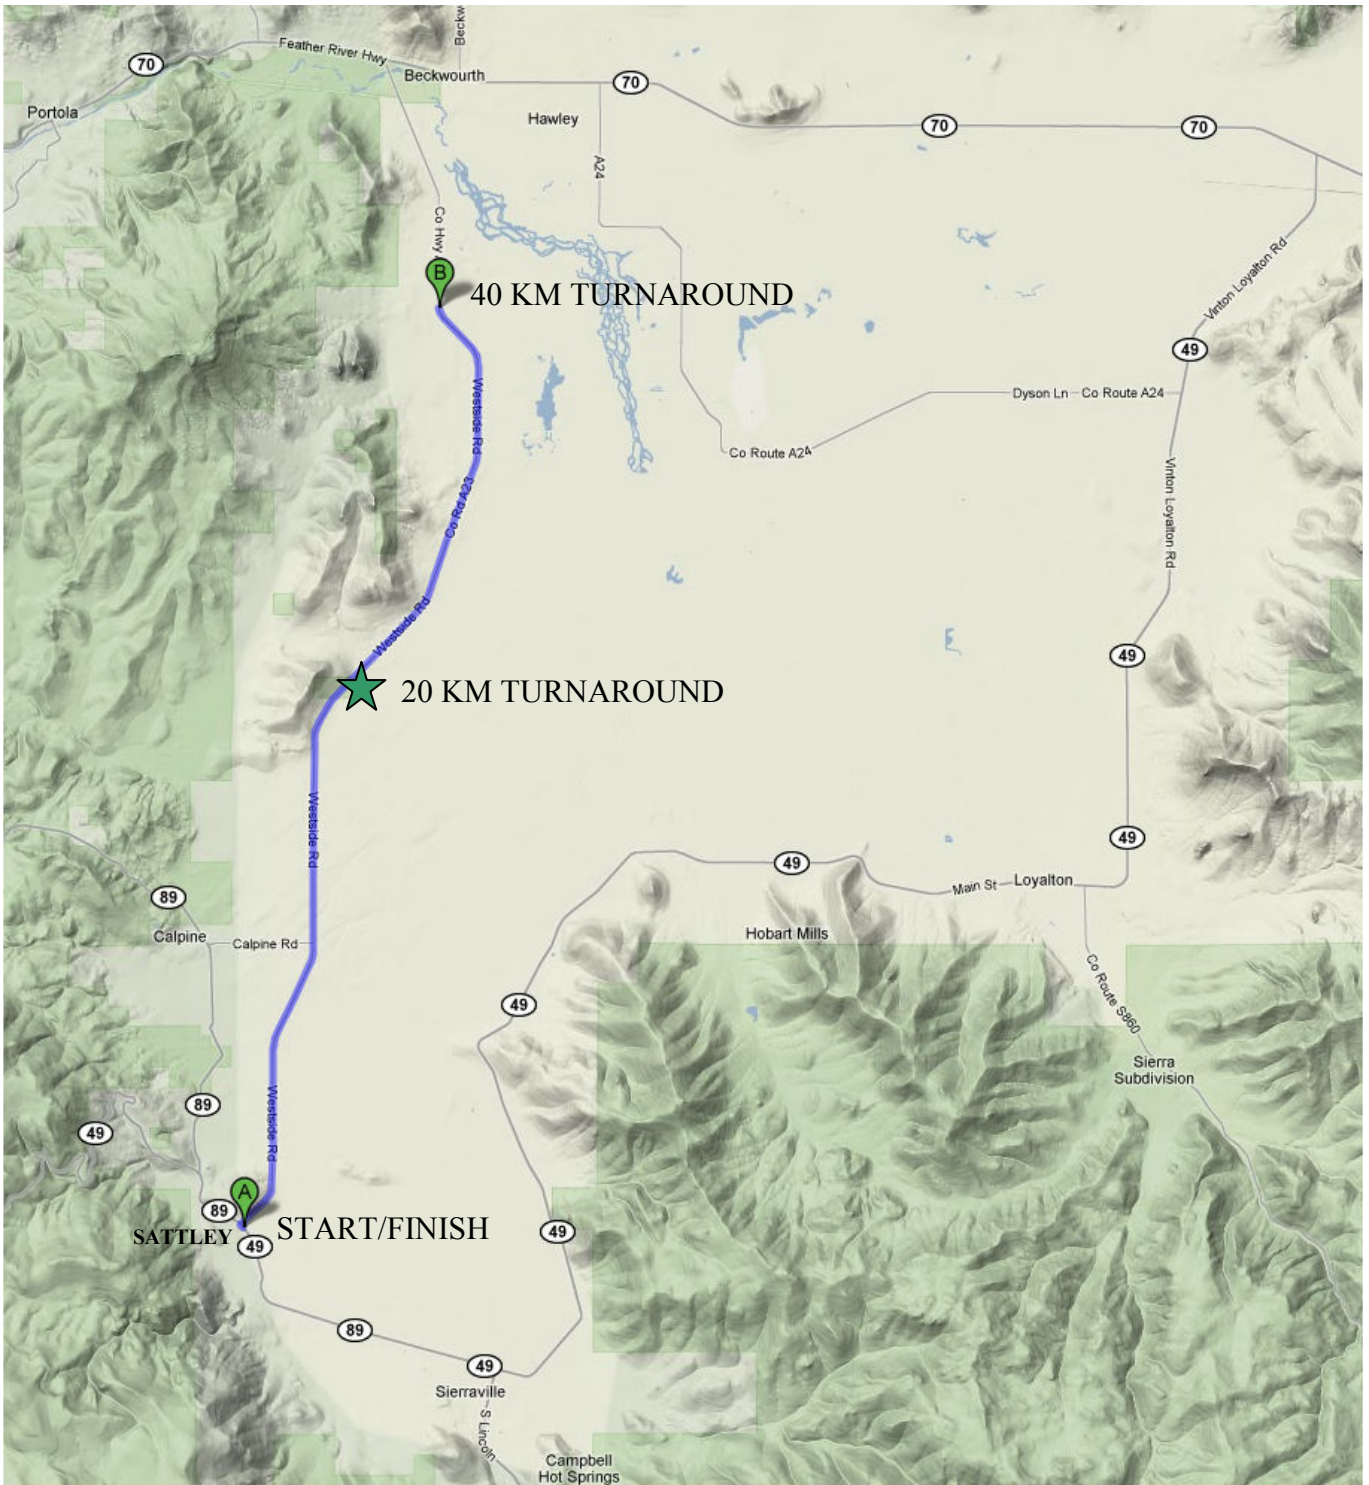 Beckw
Feather River Hwy
70
Beckwourth
70
Portola
Hawley
70
70
A24
Co Hwy
Vinton Loyalton Rd
B
40 KM TURNAROUND
49
Westside Rd
Dyson Ln
Co Route A24
Co Route A24
Co Rd A23
Vinton Loyalton Rd
Westside Rd
49
20 KM TURNAROUND
Westside Rd
49
49
Main St
Loyalton
89
Calpine
Calpine Rd
Hobart Mills
49
Co Route S860
Sierra
Subdivision
89
49
Westside Rd
A
89
SATTLEY
START/FINISH
49
49
89
49
Sierraville
S Lincoln
Campbell
Hot Springs